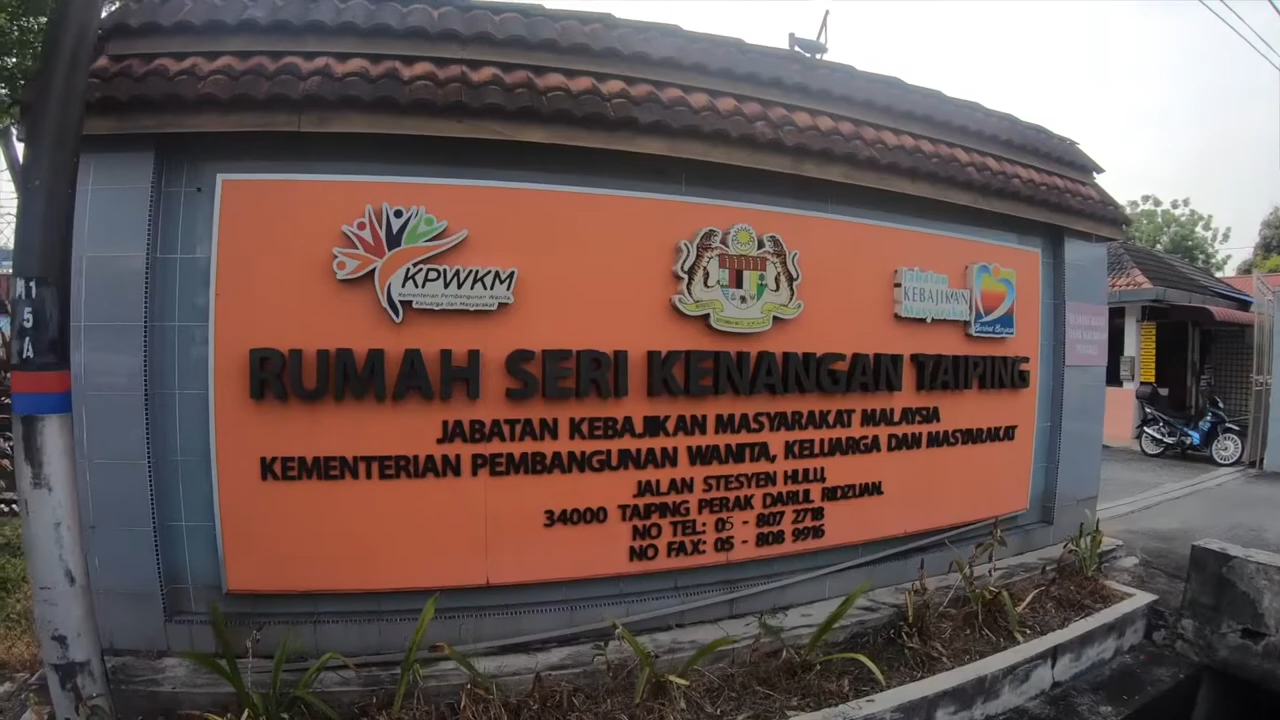 KPWKM
Kementerian Pembangunan Wanita,
Keluarga dan Masyarakat
Jabatan
KEBAJIKAN
Masyarakat
Berikat Berjasa
RUMAH SERI KENANGAN TAIPING
JABATAN KEBAJIKAN MASYARAKAT MALAYSIA
KEMENTERIAN PEMBANGUNAN WANITA, KELUARGA DAN MASYARAKAT
JALAN STESYEN HULU,
34000 TAIPING PERAK DARUL RIDZUAN.
NO TEL: 05 - 807 2718
NO FAX: 05 - 808 9916
5
A